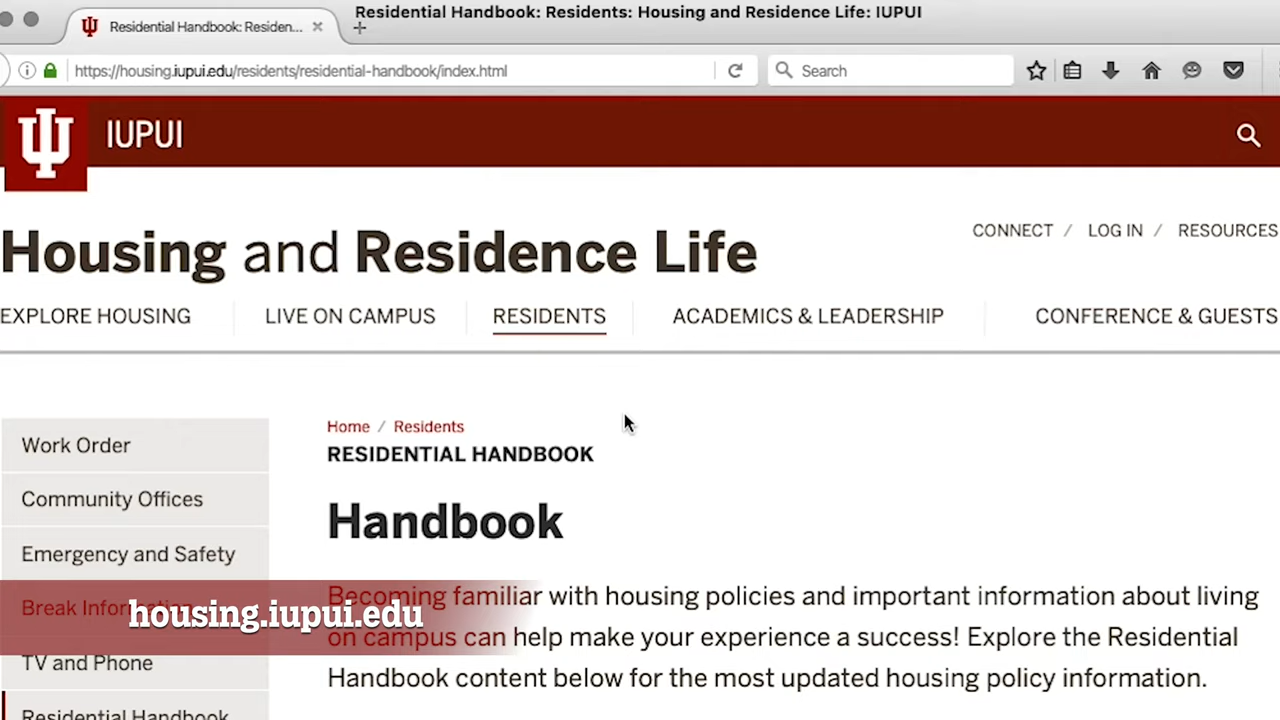 Residential Handbook: Residents: Housing and Residence Life: IUPUI
Residential Handbook: Residen...
https://housing.iupui.edu/residents/residential-handbook/index.html
Search
IUPUI
CONNECT / LOG IN / RESOURCES
Housing and Residence Life
EXPLORE HOUSING LIVE ON CAMPUS RESIDENTS ACADEMICS & LEADERSHIP CONFERENCE & GUESTS
Home / Residents
RESIDENTIAL HANDBOOK
Handbook
Becoming familiar with housing policies and important information about living
on campus can help make your experience a success! Explore the Residential
Handbook content below for the most updated housing policy information.
Work Order
Community Offices
Emergency and Safety
Break Information
TV and Phone
Residential Handbook
housing.iupui.edu